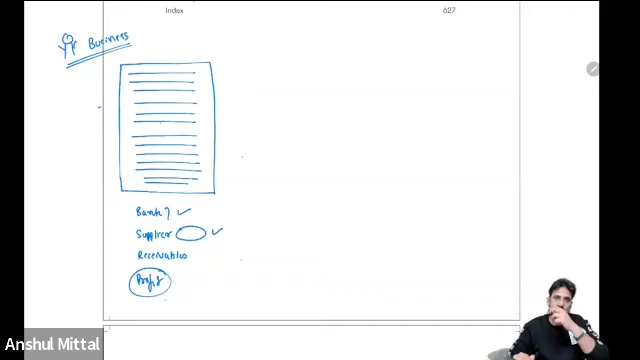 Index 627
Business
Bank?
Supplier
Receivables
Profit
Anshul Mittal